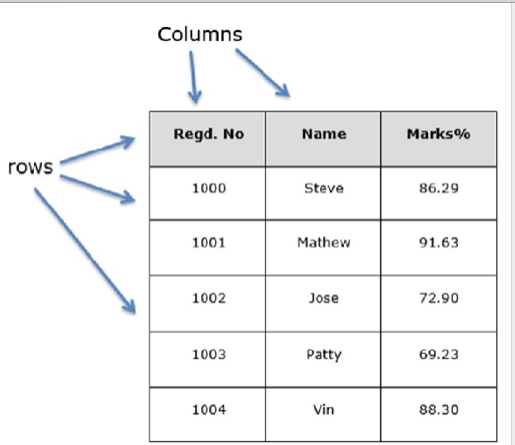 Columns
rows
Regd. No Name Marks%
1000 Steve 86.29
1001 Mathew 91.63
1002 Jose 72.90
1003 Patty 69.23
1004 Vin 88.30